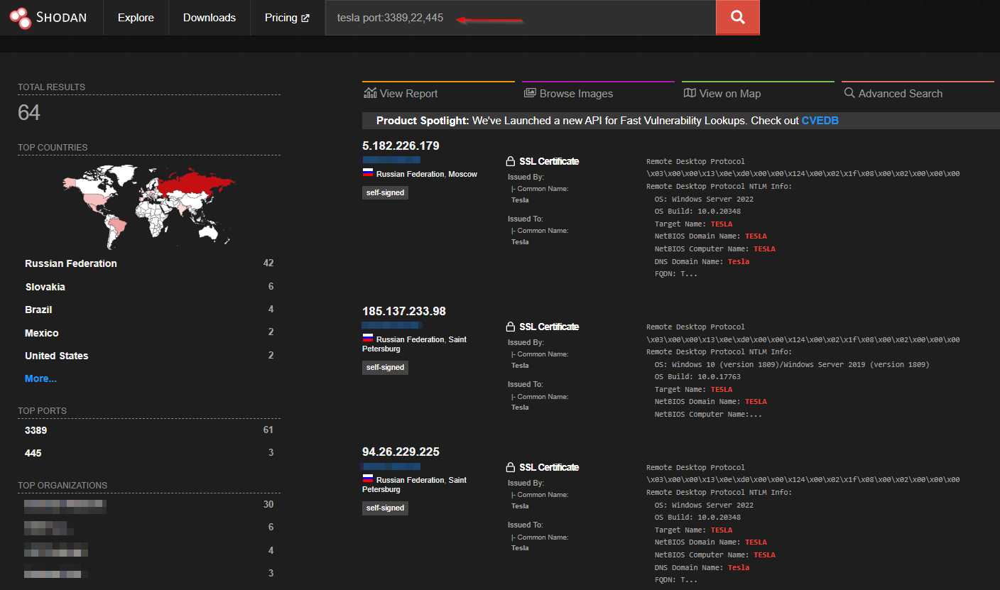 SHODAN Explore Downloads Pricing tesla port:3389,22,445
TOTAL RESULTS
64
TOP COUNTRIES
Russian Federation 42
Slovakia 6
Brazil 4
Mexico 2
United States 2
More...
TOP PORTS
3389 61
445 3
TOP ORGANIZATIONS
30
6
4
3
View Report Browse Images View on Map Advanced Search
Product Spotlight: We've Launched a new API for Fast Vulnerability Lookups. Check out CVEDB
5.182.226.179
Russian Federation, Moscow
self-signed
SSL Certificate
Issued By:
|- Common Name:
Tesla
Issued To:
|- Common Name:
Tesla
Remote Desktop Protocol
\x03\x00\x00\x13\x0e\xd0\x00\x00\x124\x00\x02\x1f\x08\x00\x02\x00\x00\x00
Remote Desktop Protocol NTLM Info:
OS: Windows Server 2022
OS Build: 10.0.20348
Target Name: TESLA
NetBIOS Domain Name: TESLA
NetBIOS Computer Name: TESLA
DNS Domain Name: Tesla
FQDN: T...
185.137.233.98
Russian Federation, Saint
Petersburg
self-signed
SSL Certificate
Issued By:
|- Common Name:
Tesla
Issued To:
|- Common Name:
Tesla
Remote Desktop Protocol
\x03\x00\x00\x13\x0e\xd0\x00\x00\x124\x00\x02\x1f\x08\x00\x02\x00\x00\x00
Remote Desktop Protocol NTLM Info:
OS: Windows 10 (version 1809)/Windows Server 2019 (version 1809)
OS Build: 10.0.17763
Target Name: TESLA
NetBIOS Domain Name: TESLA
NetBIOS Computer Name:...
94.26.229.225
Russian Federation, Saint
Petersburg
self-signed
SSL Certificate
Issued By:
|- Common Name:
Tesla
Issued To:
|- Common Name:
Tesla
Remote Desktop Protocol
\x03\x00\x00\x13\x0e\xd0\x00\x00\x124\x00\x02\x1f\x08\x00\x02\x00\x00\x00
Remote Desktop Protocol NTLM Info:
OS: Windows Server 2022
OS Build: 10.0.20348
Target Name: TESLA
NetBIOS Domain Name: TESLA
NetBIOS Computer Name: TESLA
DNS Domain Name: Tesla
FQDN: T...